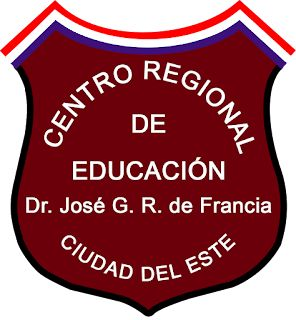 CENTRO REGIONAL
DE
EDUCACIÓN
Dr. José G. R. de Francia
CIUDAD DEL ESTE